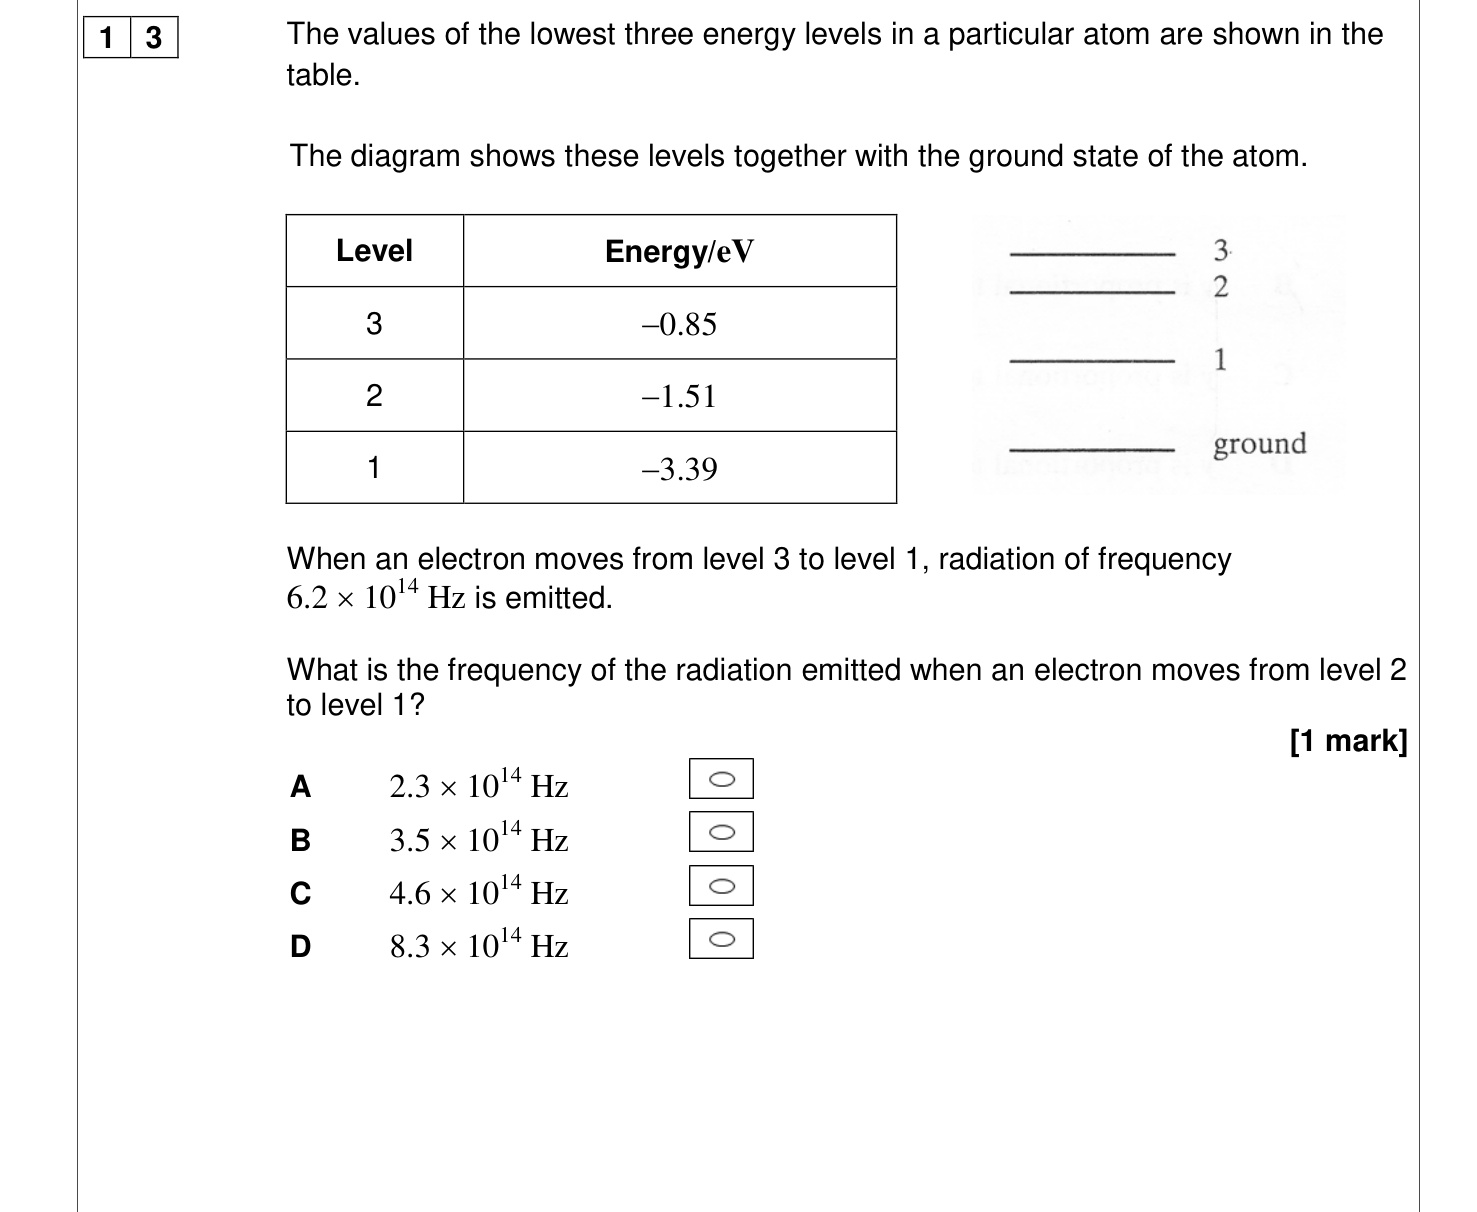 1 3
The values of the lowest three energy levels in a particular atom are shown in the
table.
The diagram shows these levels together with the ground state of the atom.
Level Energy/eV
3 –0.85
2 –1.51
1 –3.39
3
2
1
ground
When an electron moves from level 3 to level 1, radiation of frequency
6.2 × 10^14 Hz is emitted.
What is the frequency of the radiation emitted when an electron moves from level 2
to level 1?
[1 mark]
A 2.3 × 10^14 Hz
B 3.5 × 10^14 Hz
C 4.6 × 10^14 Hz
D 8.3 × 10^14 Hz